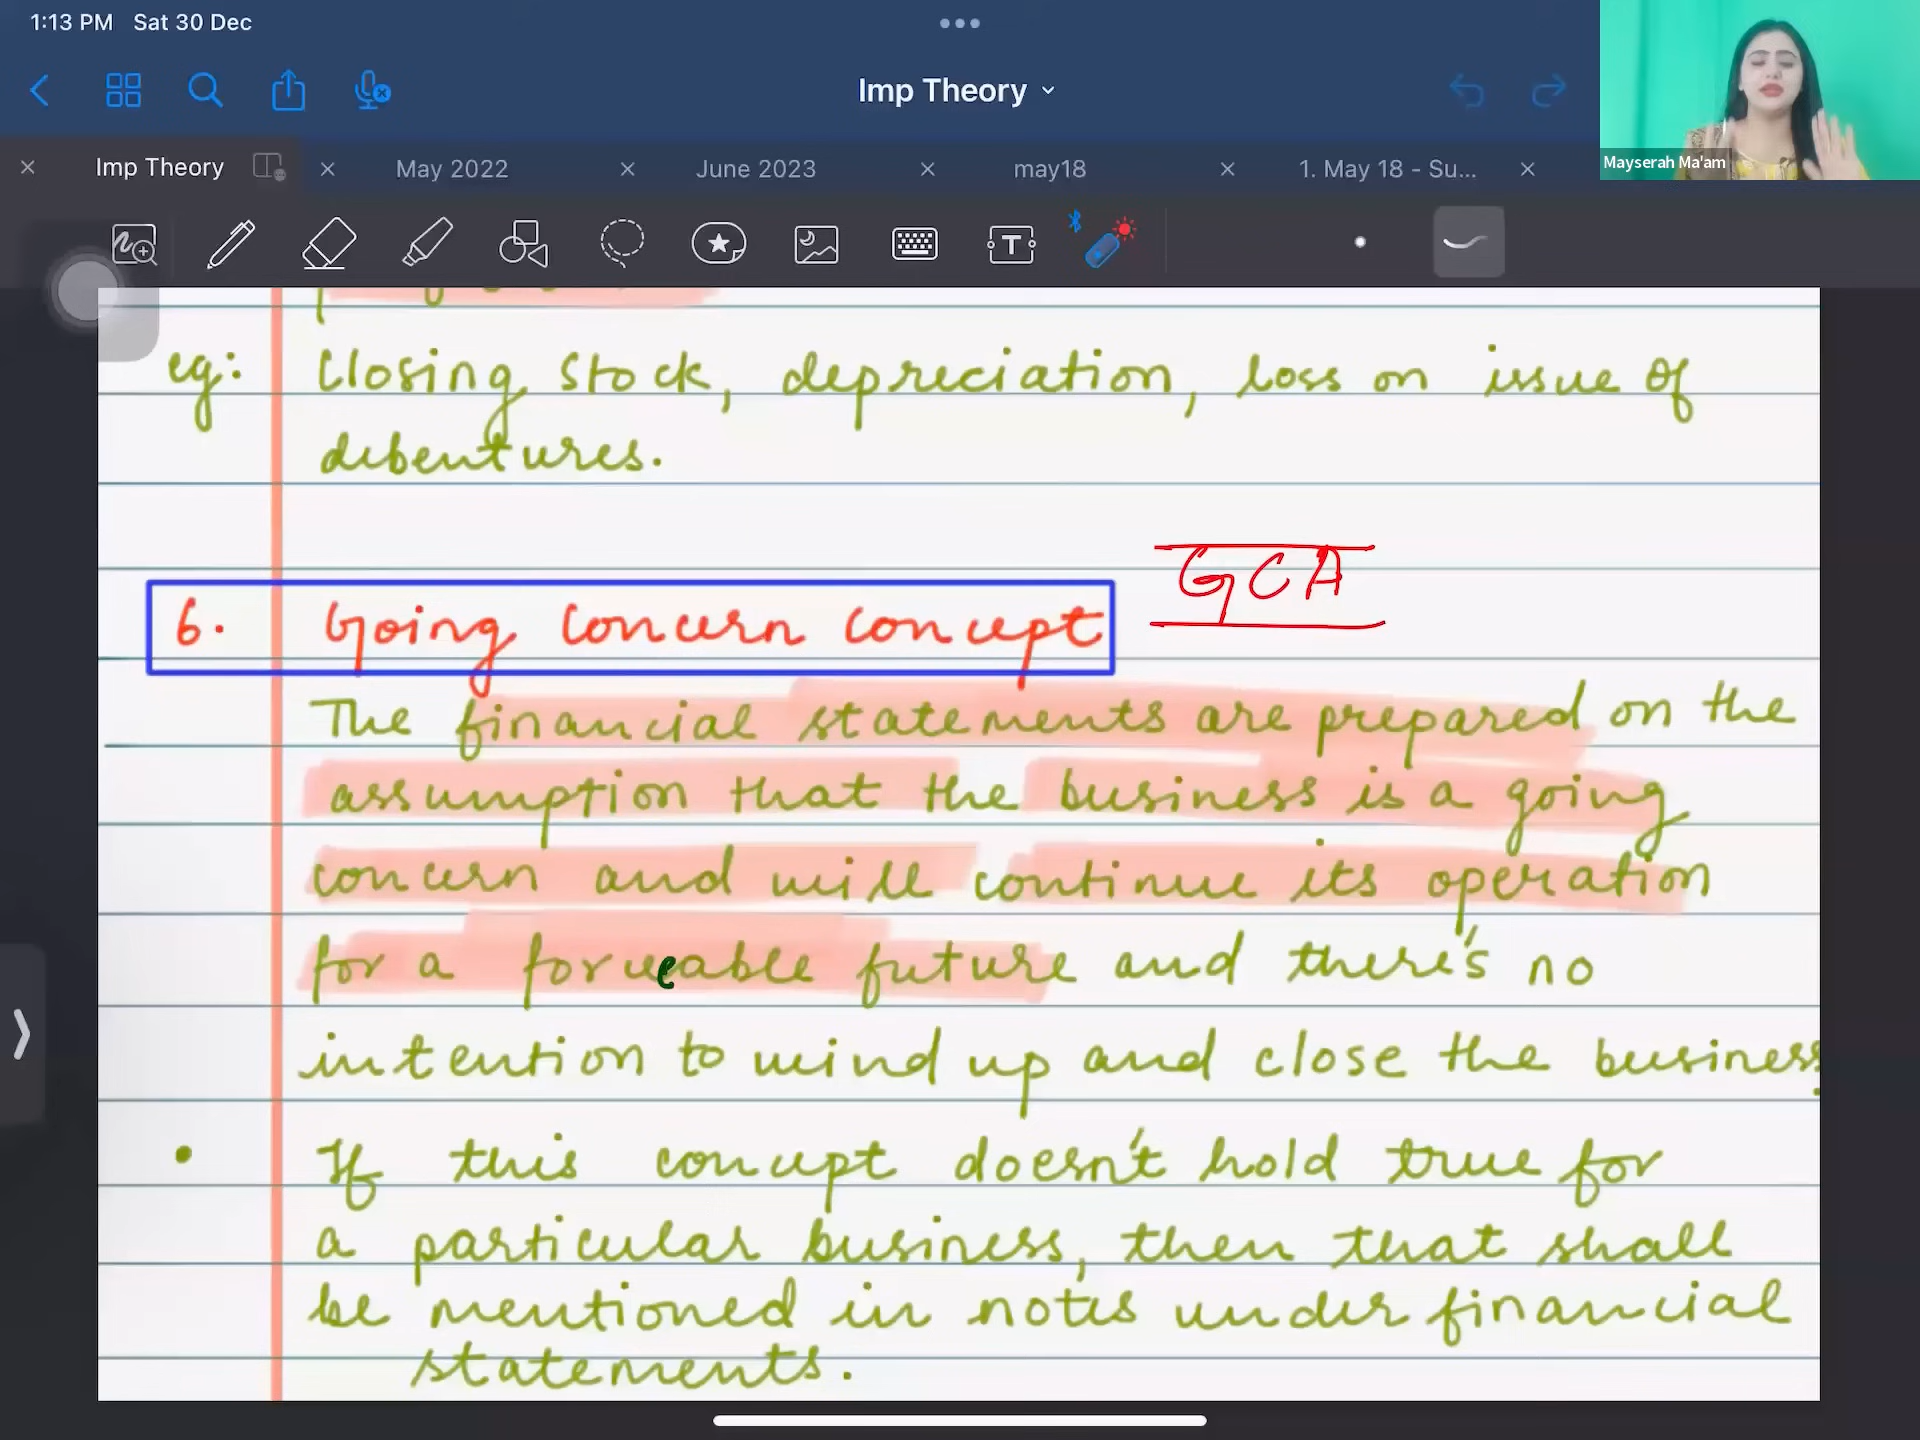 1:13 PM Sat 30 Dec
Imp Theory
Mayserah Ma'am
Imp Theory May 2022 June 2023 may18 1. May 18 - Su...
eg: Closing stock, depreciation, loss on issue of
debentures.
GCA
6. Going Concern Concept
The financial statements are prepared on the
assumption that the business is a going
concern and will continue its operation
for a future and there's no
intention to wind up and close the business.
• If this concept doesn't hold true for
a particular business, then that shall
be mentioned in notes under financial
statements.